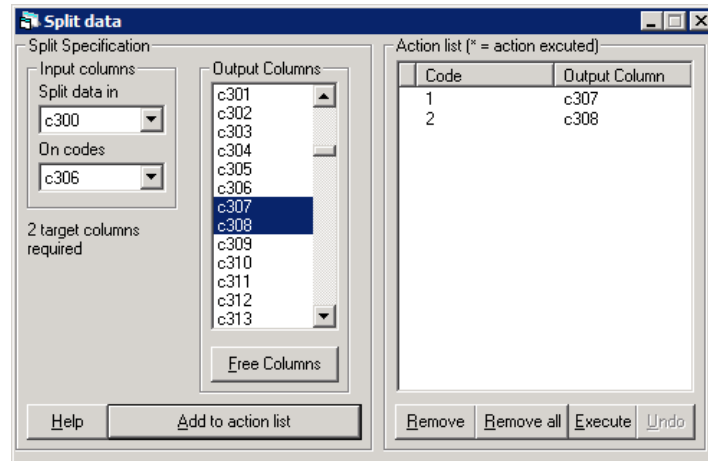 Split data
Split Specification
Input columns
Split data in
c300
On codes
c306
2 target columns
required
Output Columns
c301
c302
c303
c304
c305
c306
c307
c308
c309
c310
c311
c312
c313
Free Columns
Help
Add to action list
Action list (* = action excuted)
Code Output Column
1 c307
2 c308
Remove
Remove all
Execute
Undo